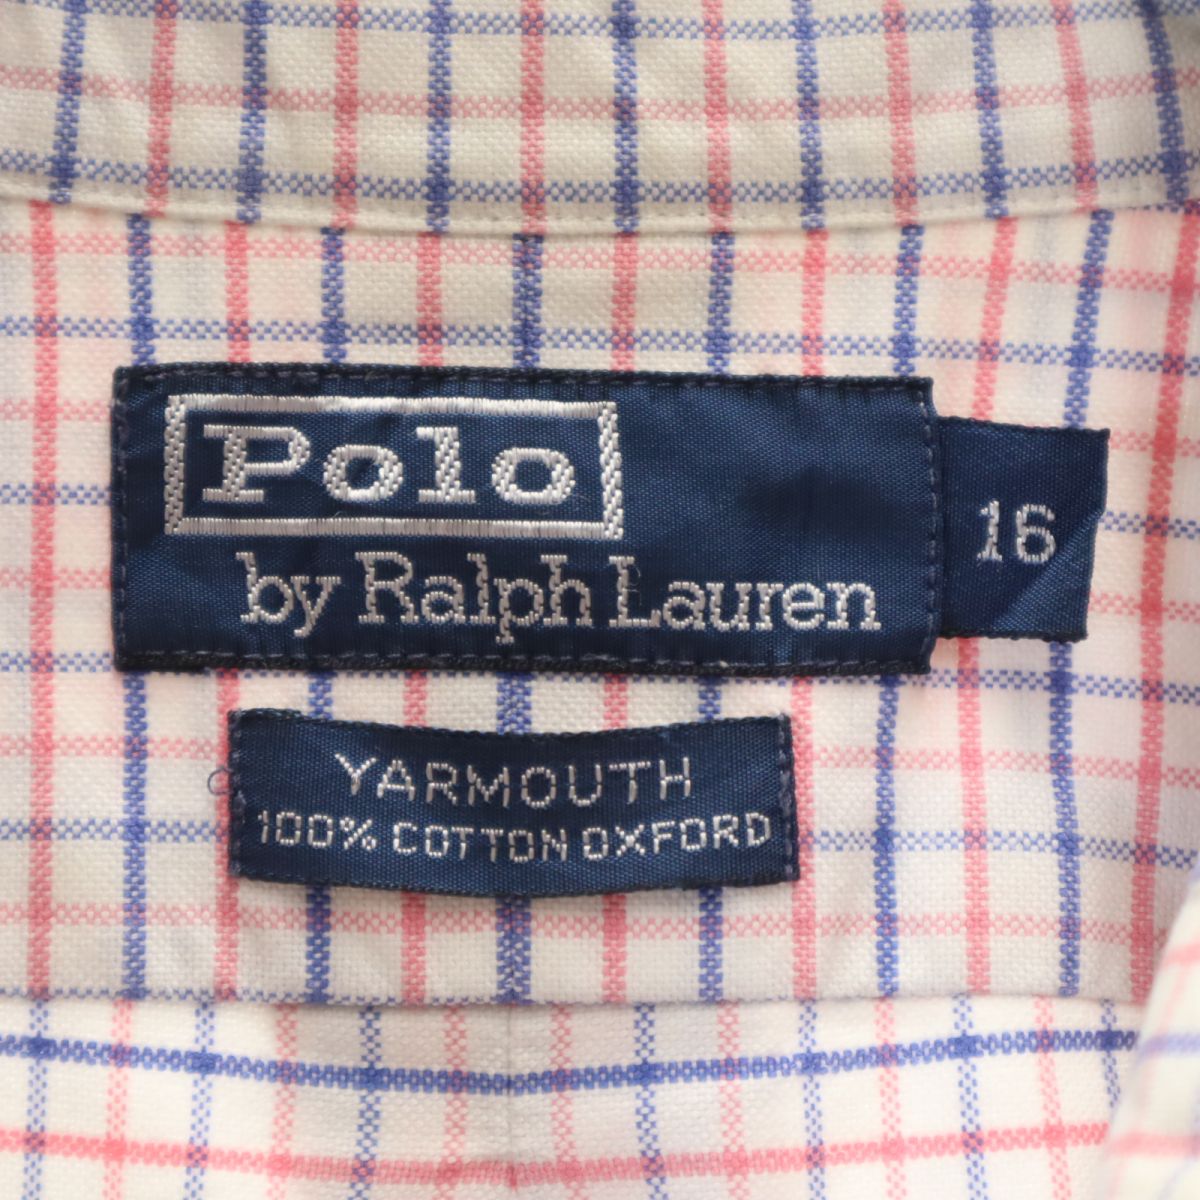 Polo
by Ralph Lauren
16
YARMOUTH
100% COTTON OXFORD